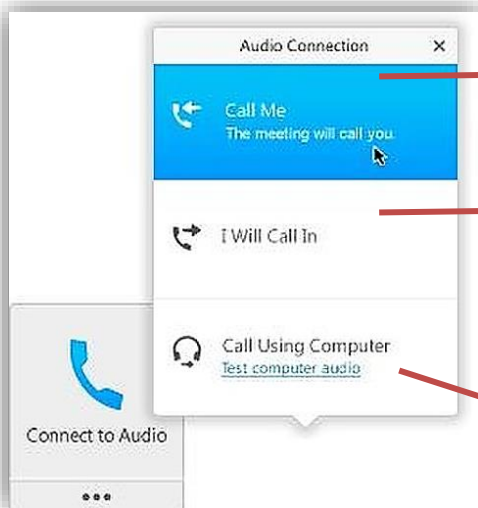 Audio Connection ×
Call Me
The meeting will call you.
I Will Call In
Call Using Computer
Test computer audio
Connect to Audio